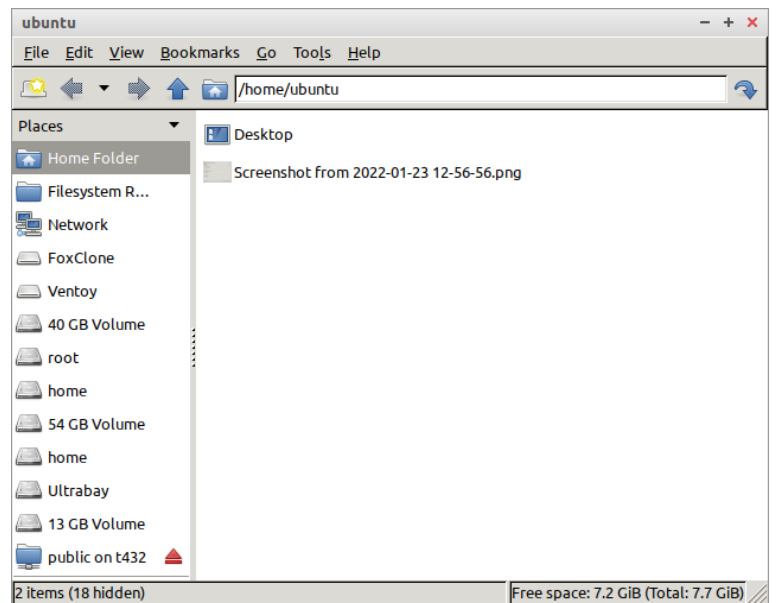 ubuntu
File Edit View Bookmarks Go Tools Help
/home/ubuntu
Places
Home Folder
Filesystem R...
Network
FoxClone
Ventoy
40 GB Volume
root
home
54 GB Volume
home
Ultrabay
13 GB Volume
public on t432
Desktop
Screenshot from 2022-01-23 12-56-56.png
2 items (18 hidden)
Free space: 7.2 GiB (Total: 7.7 GiB)